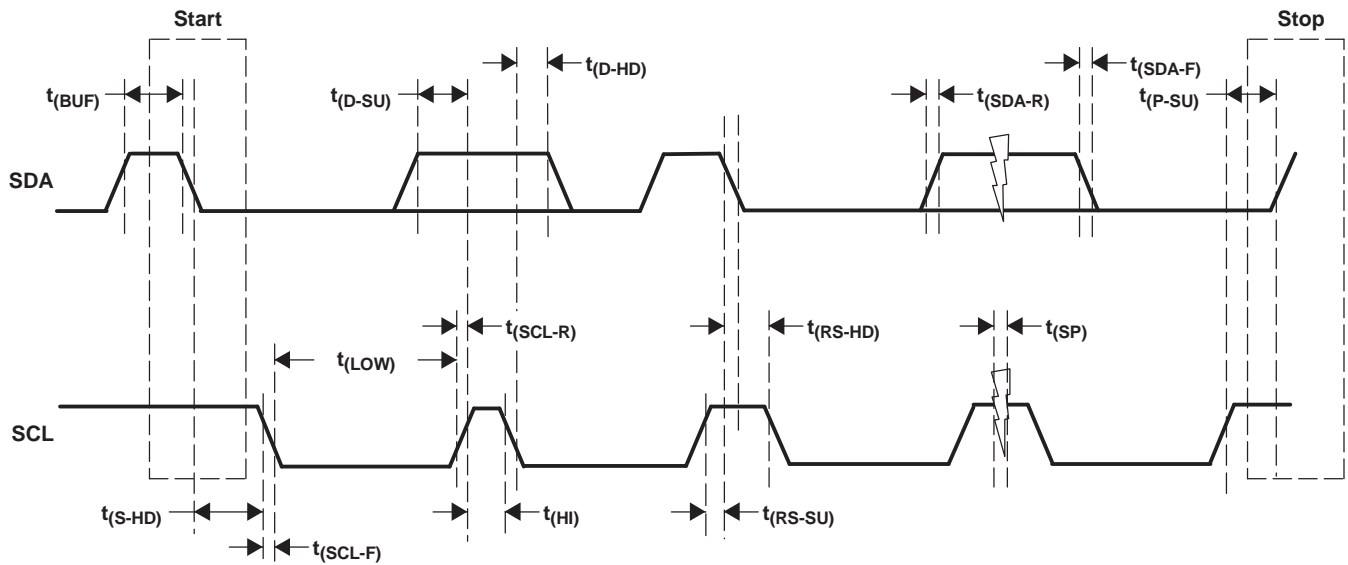 Start
Stop
t(BUF)
t(D-SU)
t(D-HD)
t(SDA-R)
t(SDA-F)
t(P-SU)
SDA
t(SCL-R)
t(RS-HD)
t(SP)
t(LOW)
SCL
t(S-HD)
t(SCL-F)
t(HI)
t(RS-SU)